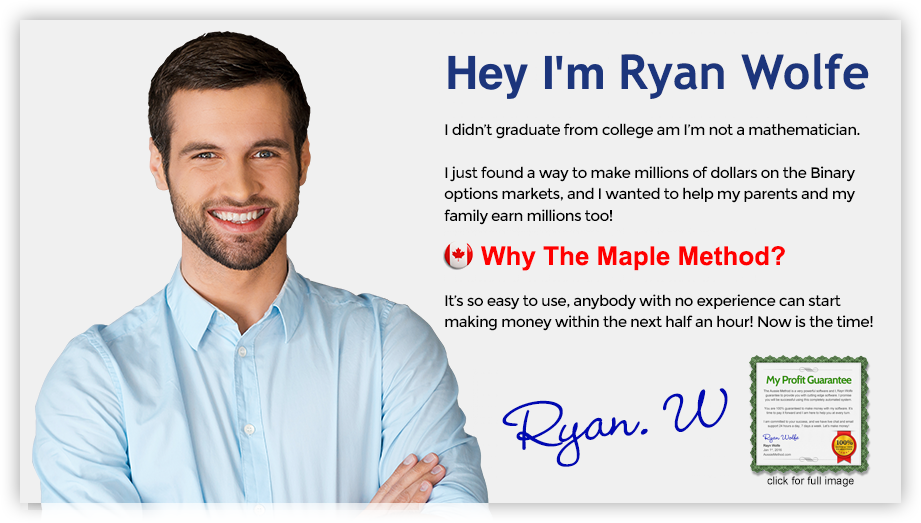 Hey I'm Ryan Wolfe
I didn't graduate from college am I'm not a mathematician.
I just found a way to make millions of dollars on the Binary
options markets, and I wanted to help my parents and my
family earn millions too!
Why The Maple Method?
It's so easy to use, anybody with no experience can start
making money within the next half an hour! Now is the time!
Ryan. W
My Profit Guarantee
Ryan Wolfe
Ryan Wolfe
100%
click for full image